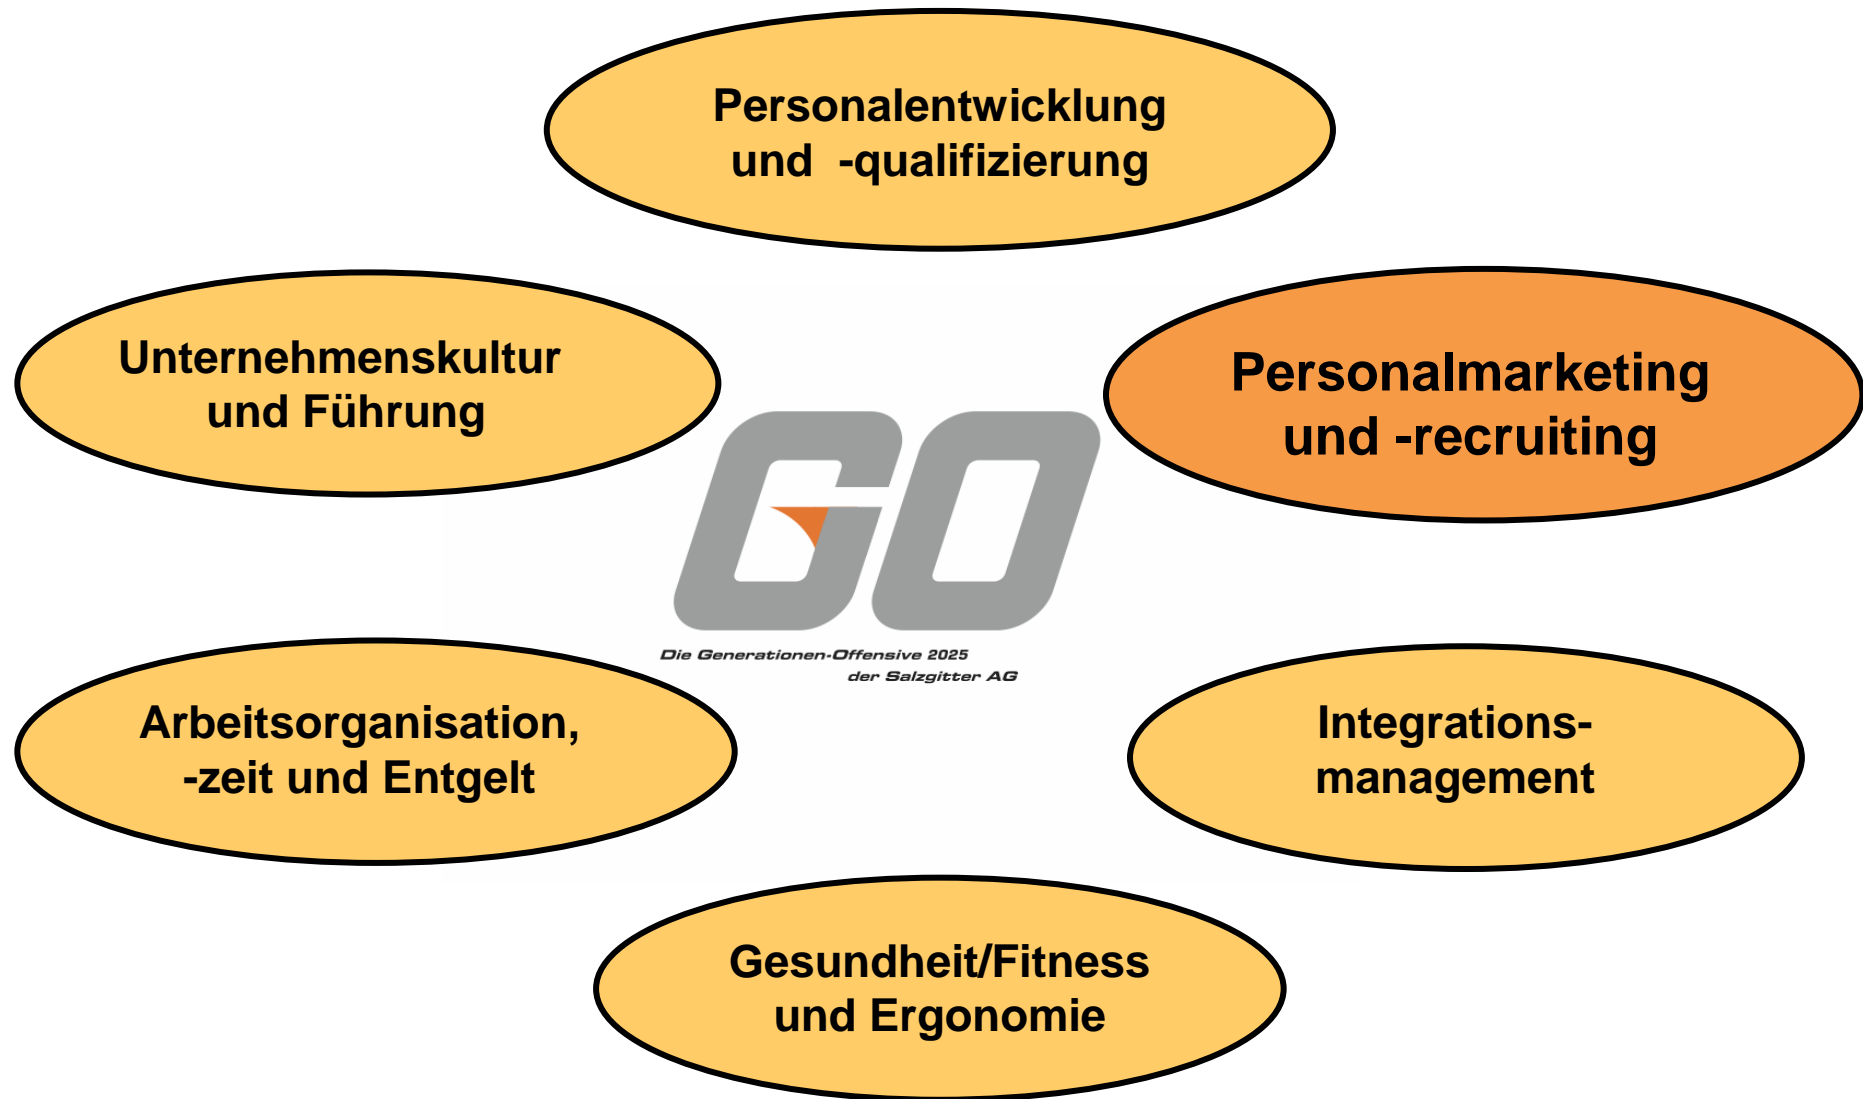 Personalentwicklung
und -qualifizierung
Unternehmenskultur
und Führung
Personalmarketing
und -recruiting
GO
Die Generationen-Offensive 2025
der Salzgitter AG
Arbeitsorganisation,
-zeit und Entgelt
Integrations-
management
Gesundheit/Fitness
und Ergonomie